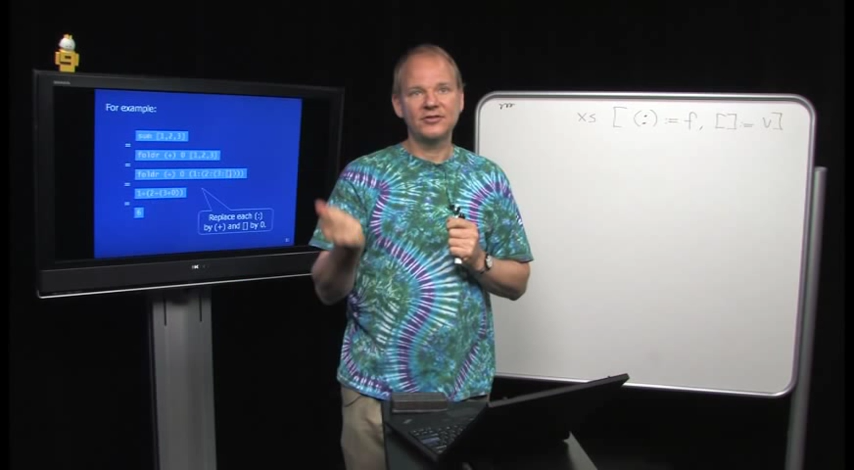 For example:
sum [1,2,3]
=
foldr (+) 0 [1,2,3]
=
foldr (+) 0 (1:(2:(3:[])))
=
1+(2+(3+0))
=
6
Replace each (:)
by (+) and [] by 0.
xs [ (:) := f, []:= v]